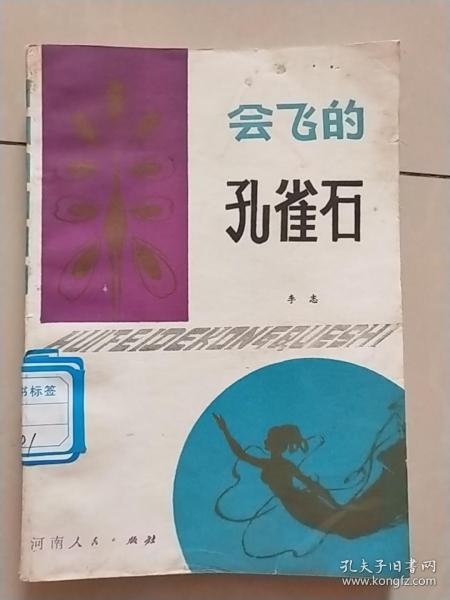 会飞的
孔雀石
李志
HUIFEIDEKONGQUESHI
书标签
01
河南人民出版社
孔夫子旧书网
www.kongfz.com